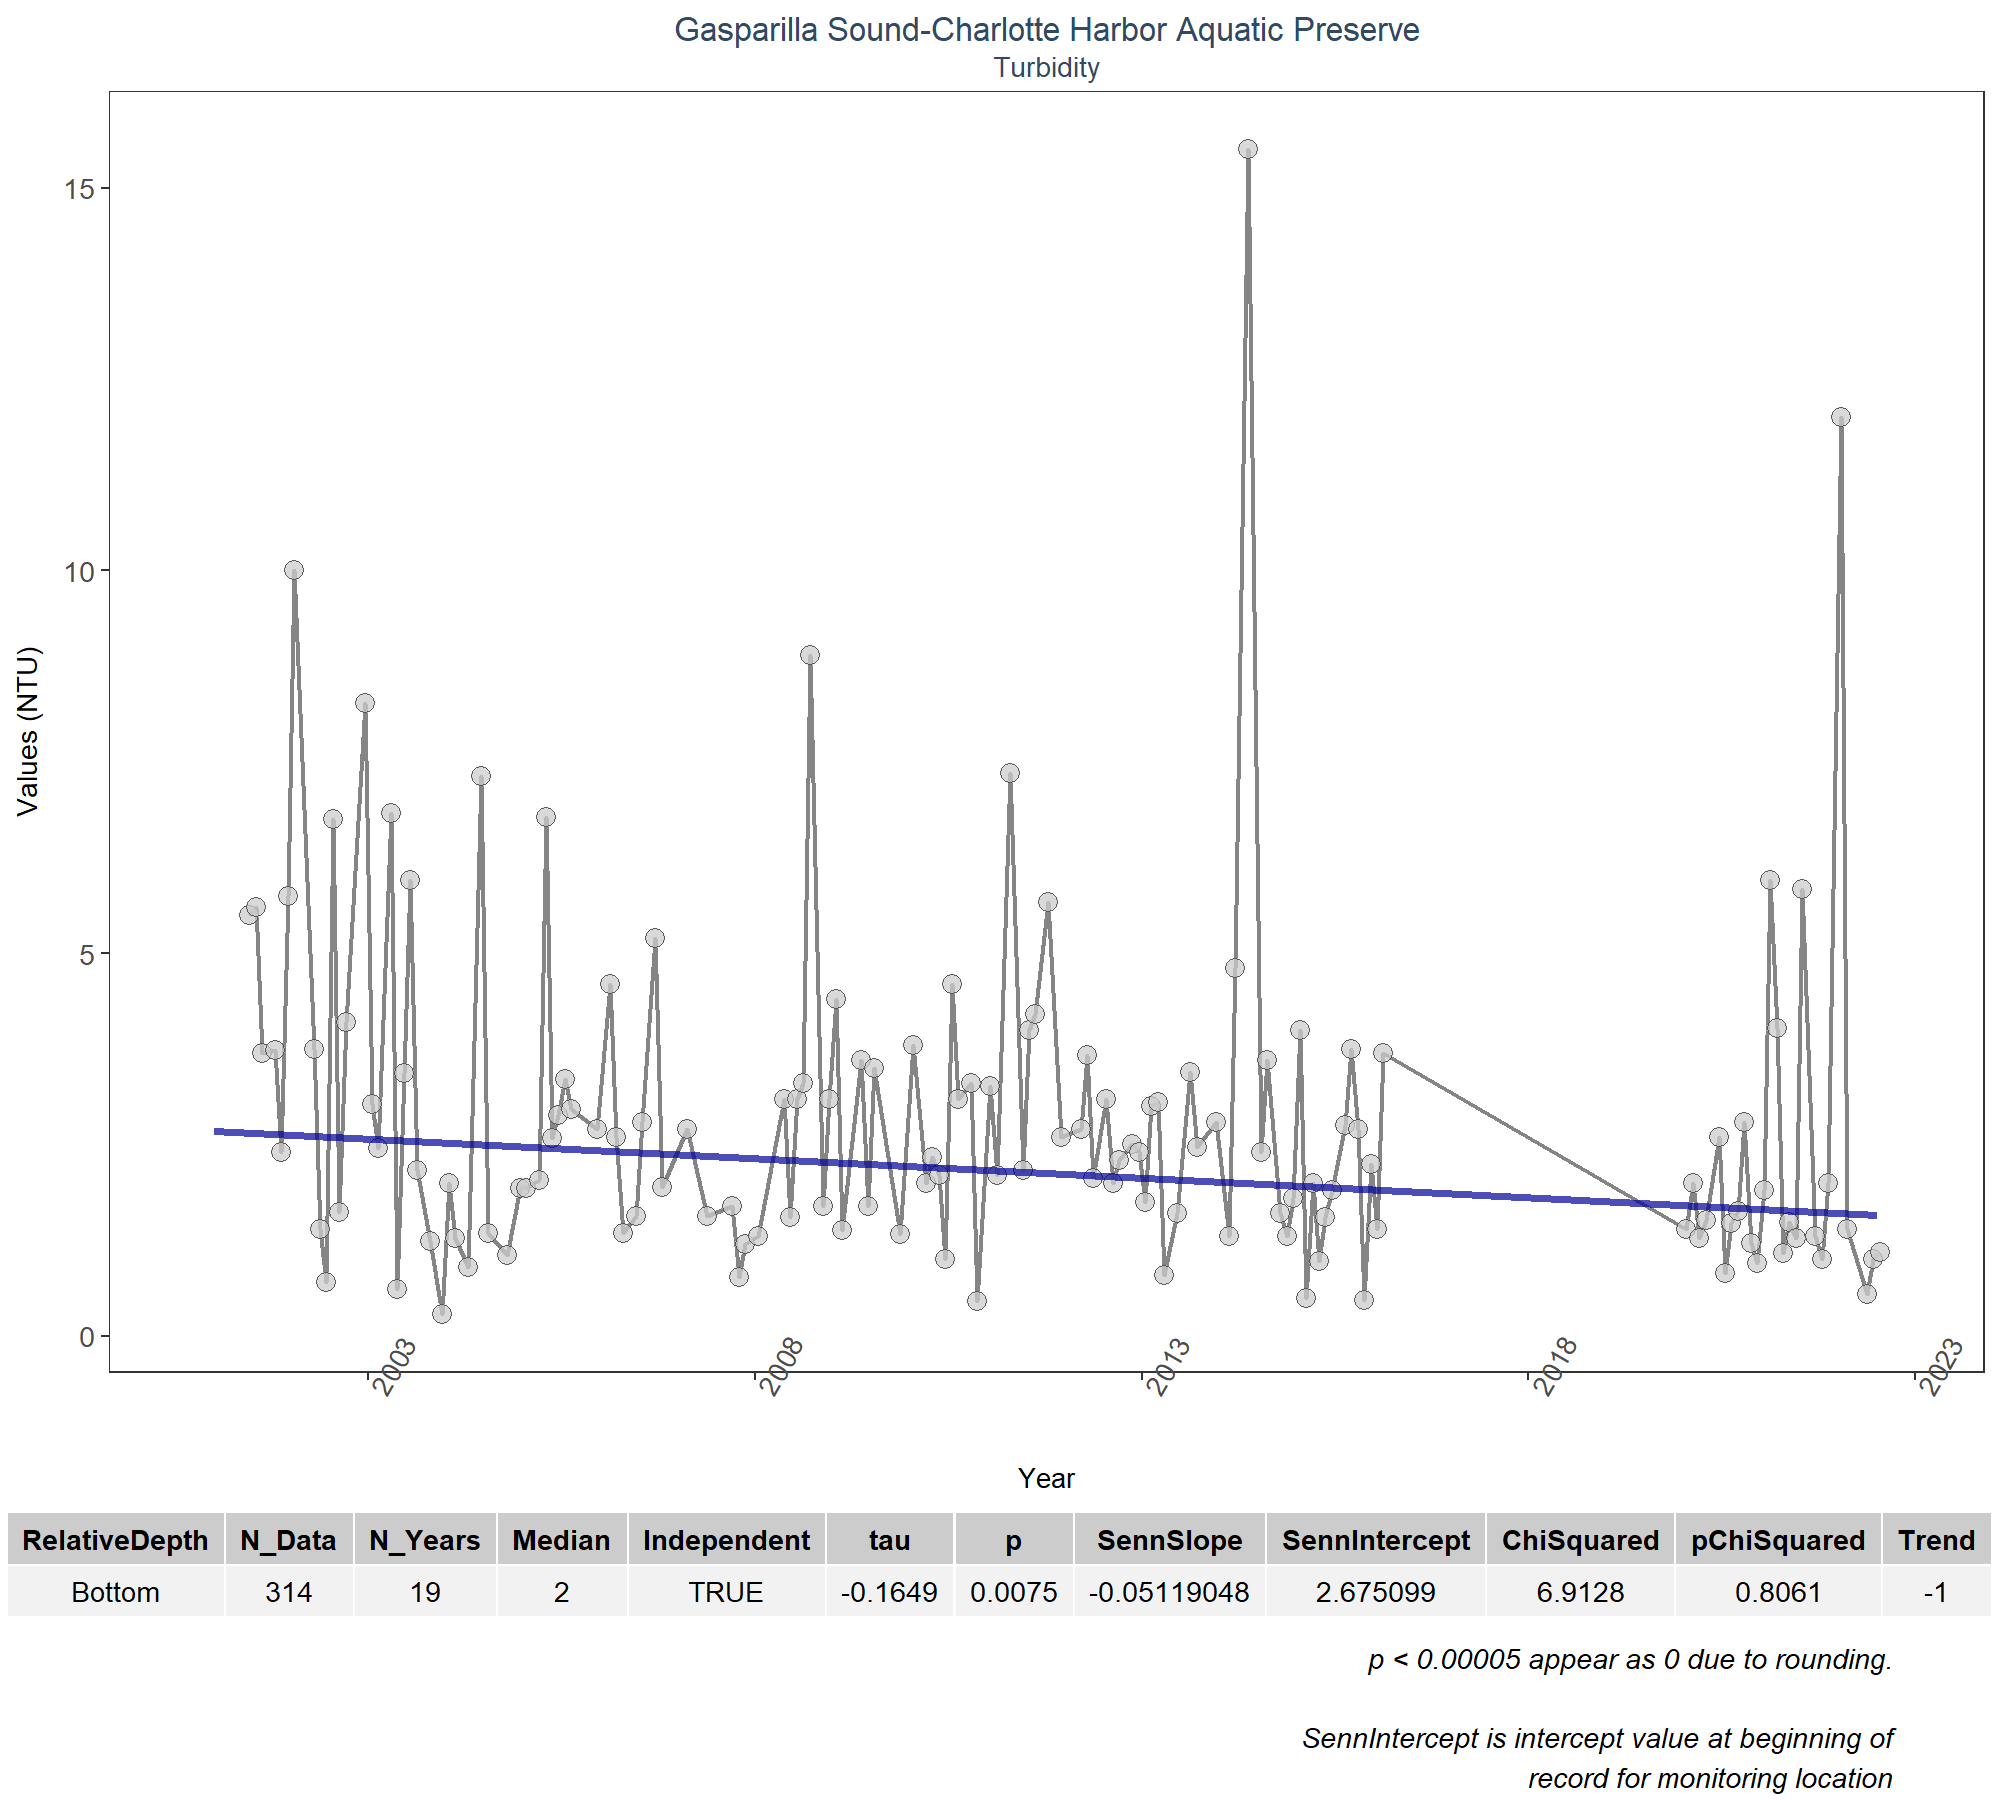 Gasparilla Sound-Charlotte Harbor Aquatic Preserve
Turbidity
Values (NTU)
15
10
5
0
2003
2008
2013
2018
2023
Year
RelativeDepth N_Data N_Years Median Independent tau p SennSlope SennIntercept ChiSquared pChiSquared Trend
Bottom 314 19 2 TRUE -0.1649 0.0075 -0.05119048 2.675099 6.9128 0.8061 -1
p < 0.00005 appear as 0 due to rounding.
SennIntercept is intercept value at beginning of
record for monitoring location